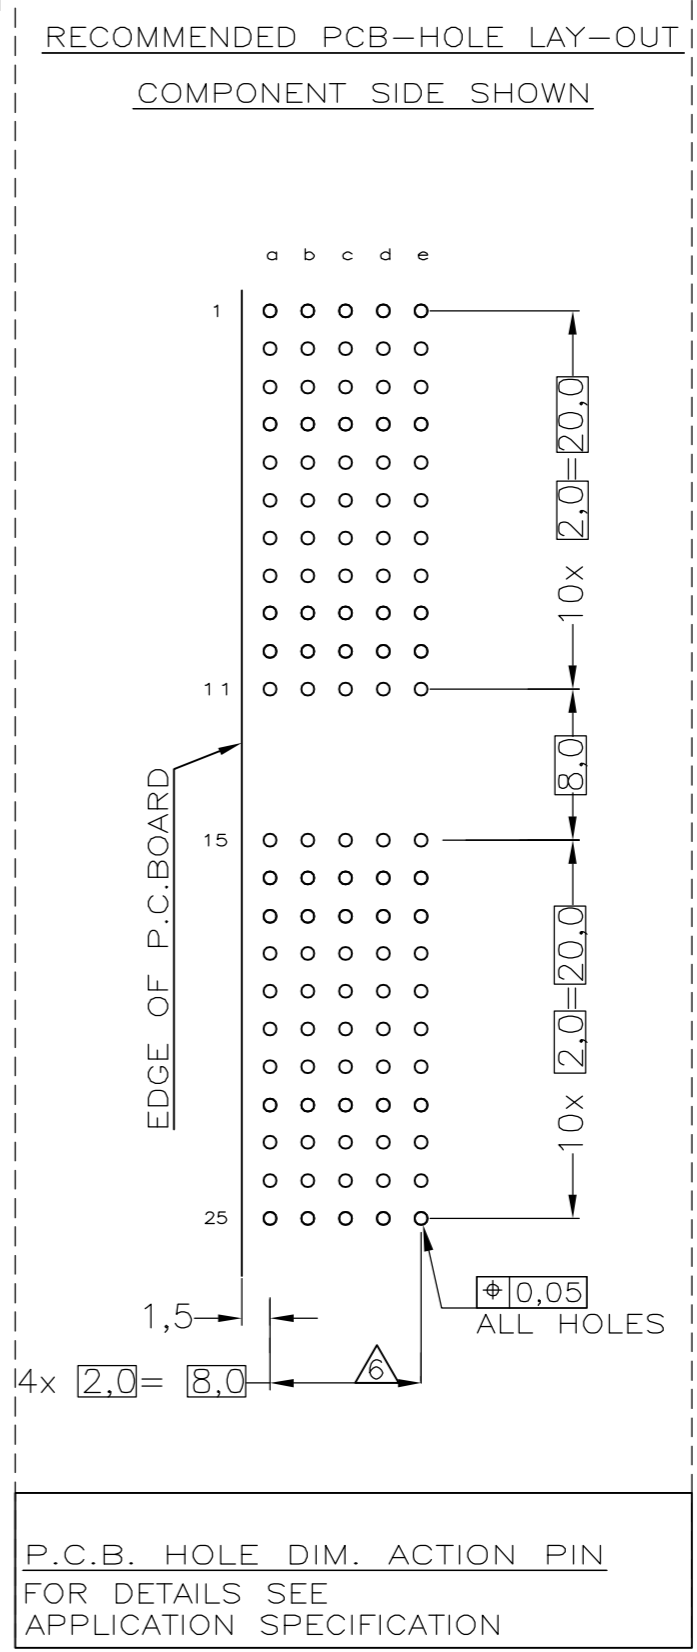 RECOMMENDED PCB-HOLE LAY-OUT
COMPONENT SIDE SHOWN
a b c d e
1
10x 2,0=20,0
11
8,0
EDGE OF P.C.BOARD
15
10x 2,0=20,0
25
⌖ 0,05
ALL HOLES
1,5
4x 2,0= 8,0
6
P.C.B. HOLE DIM. ACTION PIN
FOR DETAILS SEE
APPLICATION SPECIFICATION